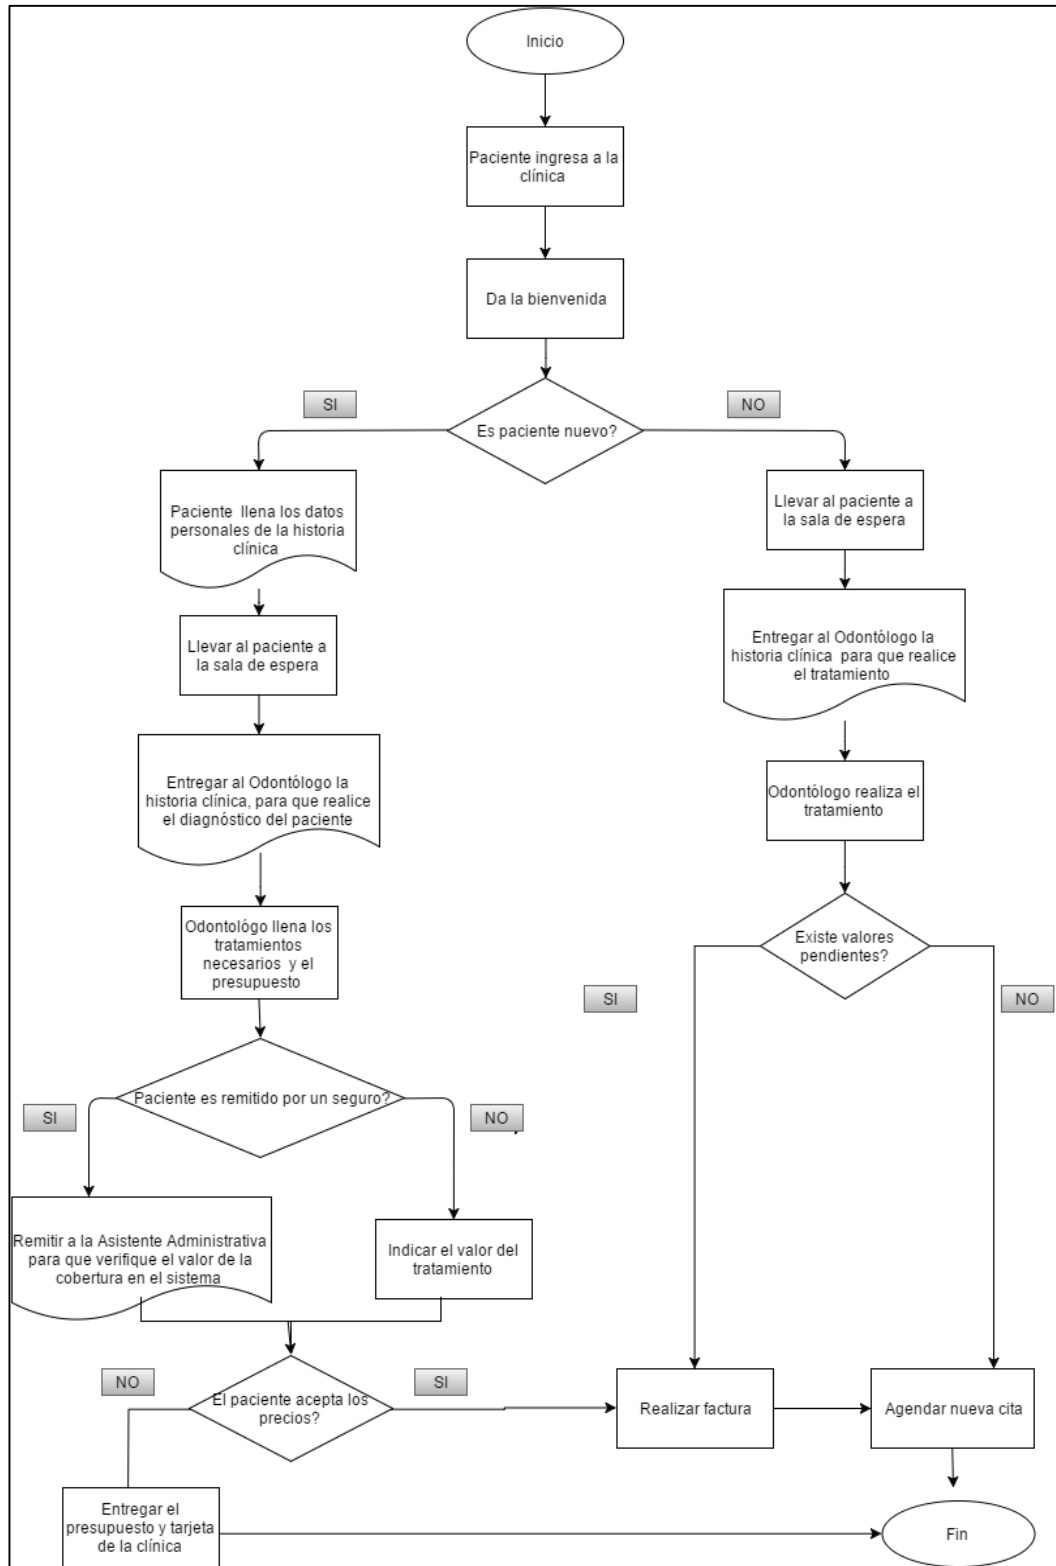 Inicio
Paciente ingresa a la
clínica
Da la bienvenida
SI
NO
Es paciente nuevo?
Paciente llena los datos
personales de la historia
clínica
Llevar al paciente a
la sala de espera
Llevar al paciente a
la sala de espera
Entregar al Odontólogo la
historia clínica para que realice
el tratamiento
Entregar al Odontólogo la
historia clínica, para que realice
el diagnóstico del paciente
Odontólogo realiza el
tratamiento
Odontológo llena los
tratamientos
necesarios y el
presupuesto
Existe valores
pendientes?
SI
NO
Paciente es remitido por un seguro?
SI
NO
Remitir a la Asistente Administrativa
para que verifique el valor de la
cobertura en el sistema
Indicar el valor del
tratamiento
NO
SI
El paciente acepta los
precios?
Realizar factura
Agendar nueva cita
Entregar el
presupuesto y tarjeta
de la clínica
Fin